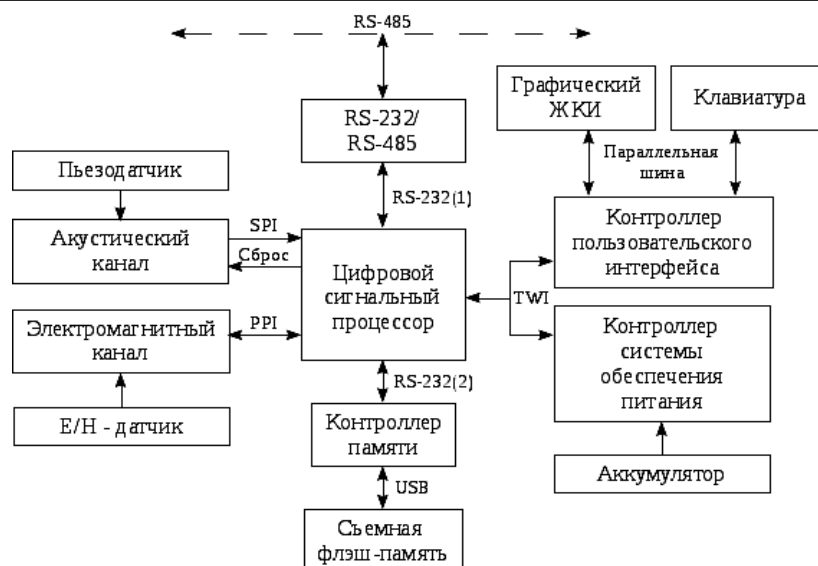 RS-485
RS-232/
RS-485
RS-232(1)
Графический
ЖКИ
Клавиатура
Параллельная
шина
Пьезодатчик
Акустический
канал
SPI
Сброс
Цифровой
сигнальный
процессор
Контроллер
пользовательского
интерфейса
TWI
Электромагнитный
канал
PPI
Контроллер
системы
обеспечения
питания
RS-232(2)
E/H - датчик
Контроллер
памяти
Аккумулятор
USB
Съемная
флэш-память